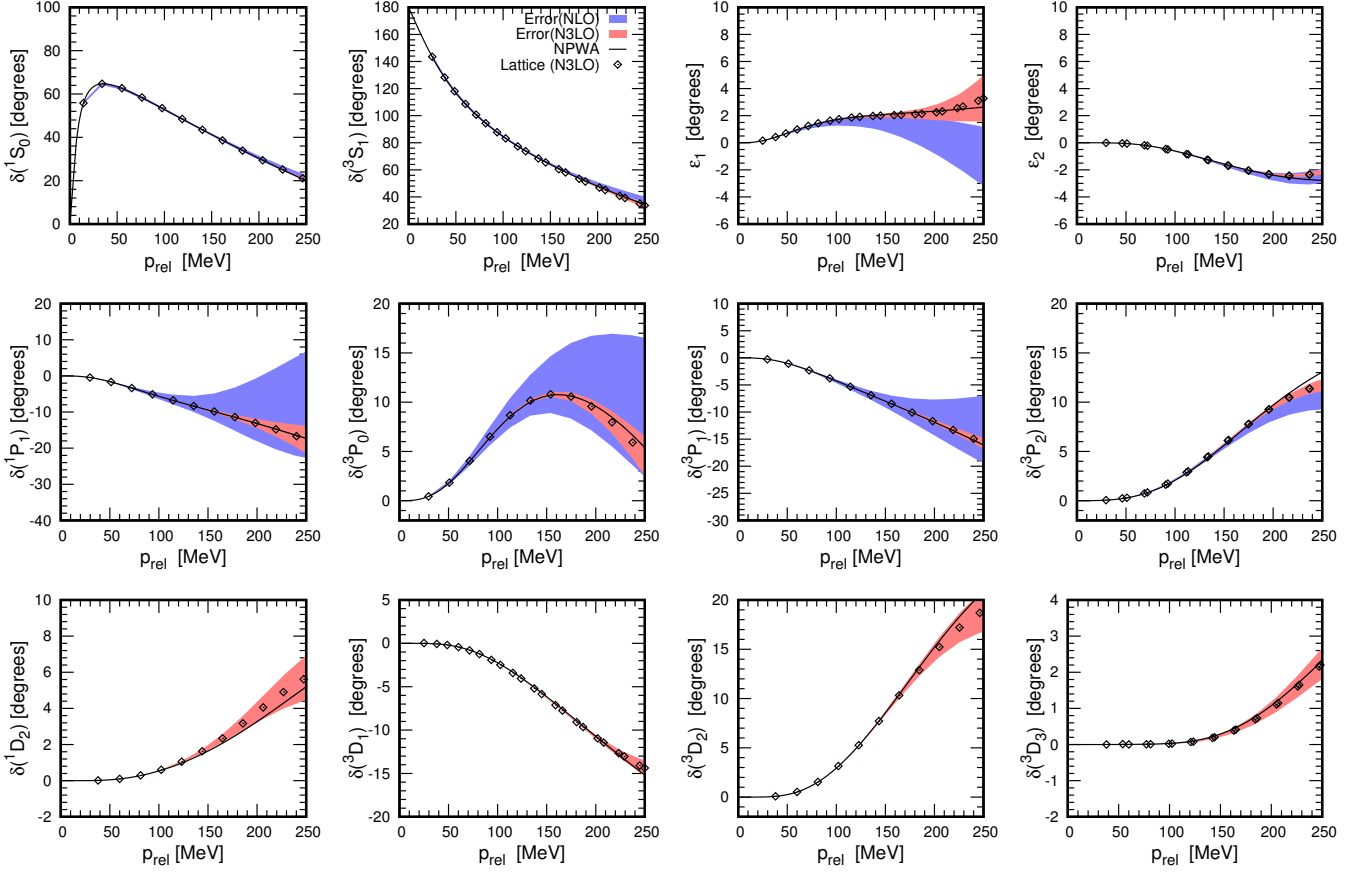 Error(NLO)
Error(N3LO)
NPWA
Lattice (N3LO)
δ(¹S₀) [degrees]
100
80
60
40
20
0
0 50 100 150 200 250
p_rel [MeV]
δ(³S₁) [degrees]
180
160
140
120
100
80
60
40
20
0 50 100 150 200 250
p_rel [MeV]
ε₁ [degrees]
10
8
6
4
2
0
-2
-4
-6
0 50 100 150 200 250
p_rel [MeV]
ε₂ [degrees]
10
8
6
4
2
0
-2
-4
-6
0 50 100 150 200 250
p_rel [MeV]
δ(¹P₁) [degrees]
20
10
0
-10
-20
-30
-40
0 50 100 150 200 250
p_rel [MeV]
δ(³P₀) [degrees]
20
15
10
5
0
0 50 100 150 200 250
p_rel [MeV]
δ(³P₁) [degrees]
10
5
0
-5
-10
-15
-20
-25
-30
0 50 100 150 200 250
p_rel [MeV]
δ(³P₂) [degrees]
20
15
10
5
0
0 50 100 150 200 250
p_rel [MeV]
δ(¹D₂) [degrees]
10
8
6
4
2
0
-2
0 50 100 150 200 250
p_rel [MeV]
δ(³D₁) [degrees]
5
0
-5
-10
-15
-20
0 50 100 150 200 250
p_rel [MeV]
δ(³D₂) [degrees]
20
15
10
5
0
0 50 100 150 200 250
p_rel [MeV]
δ(³D₃) [degrees]
4
3
2
1
0
-1
-2
0 50 100 150 200 250
p_rel [MeV]